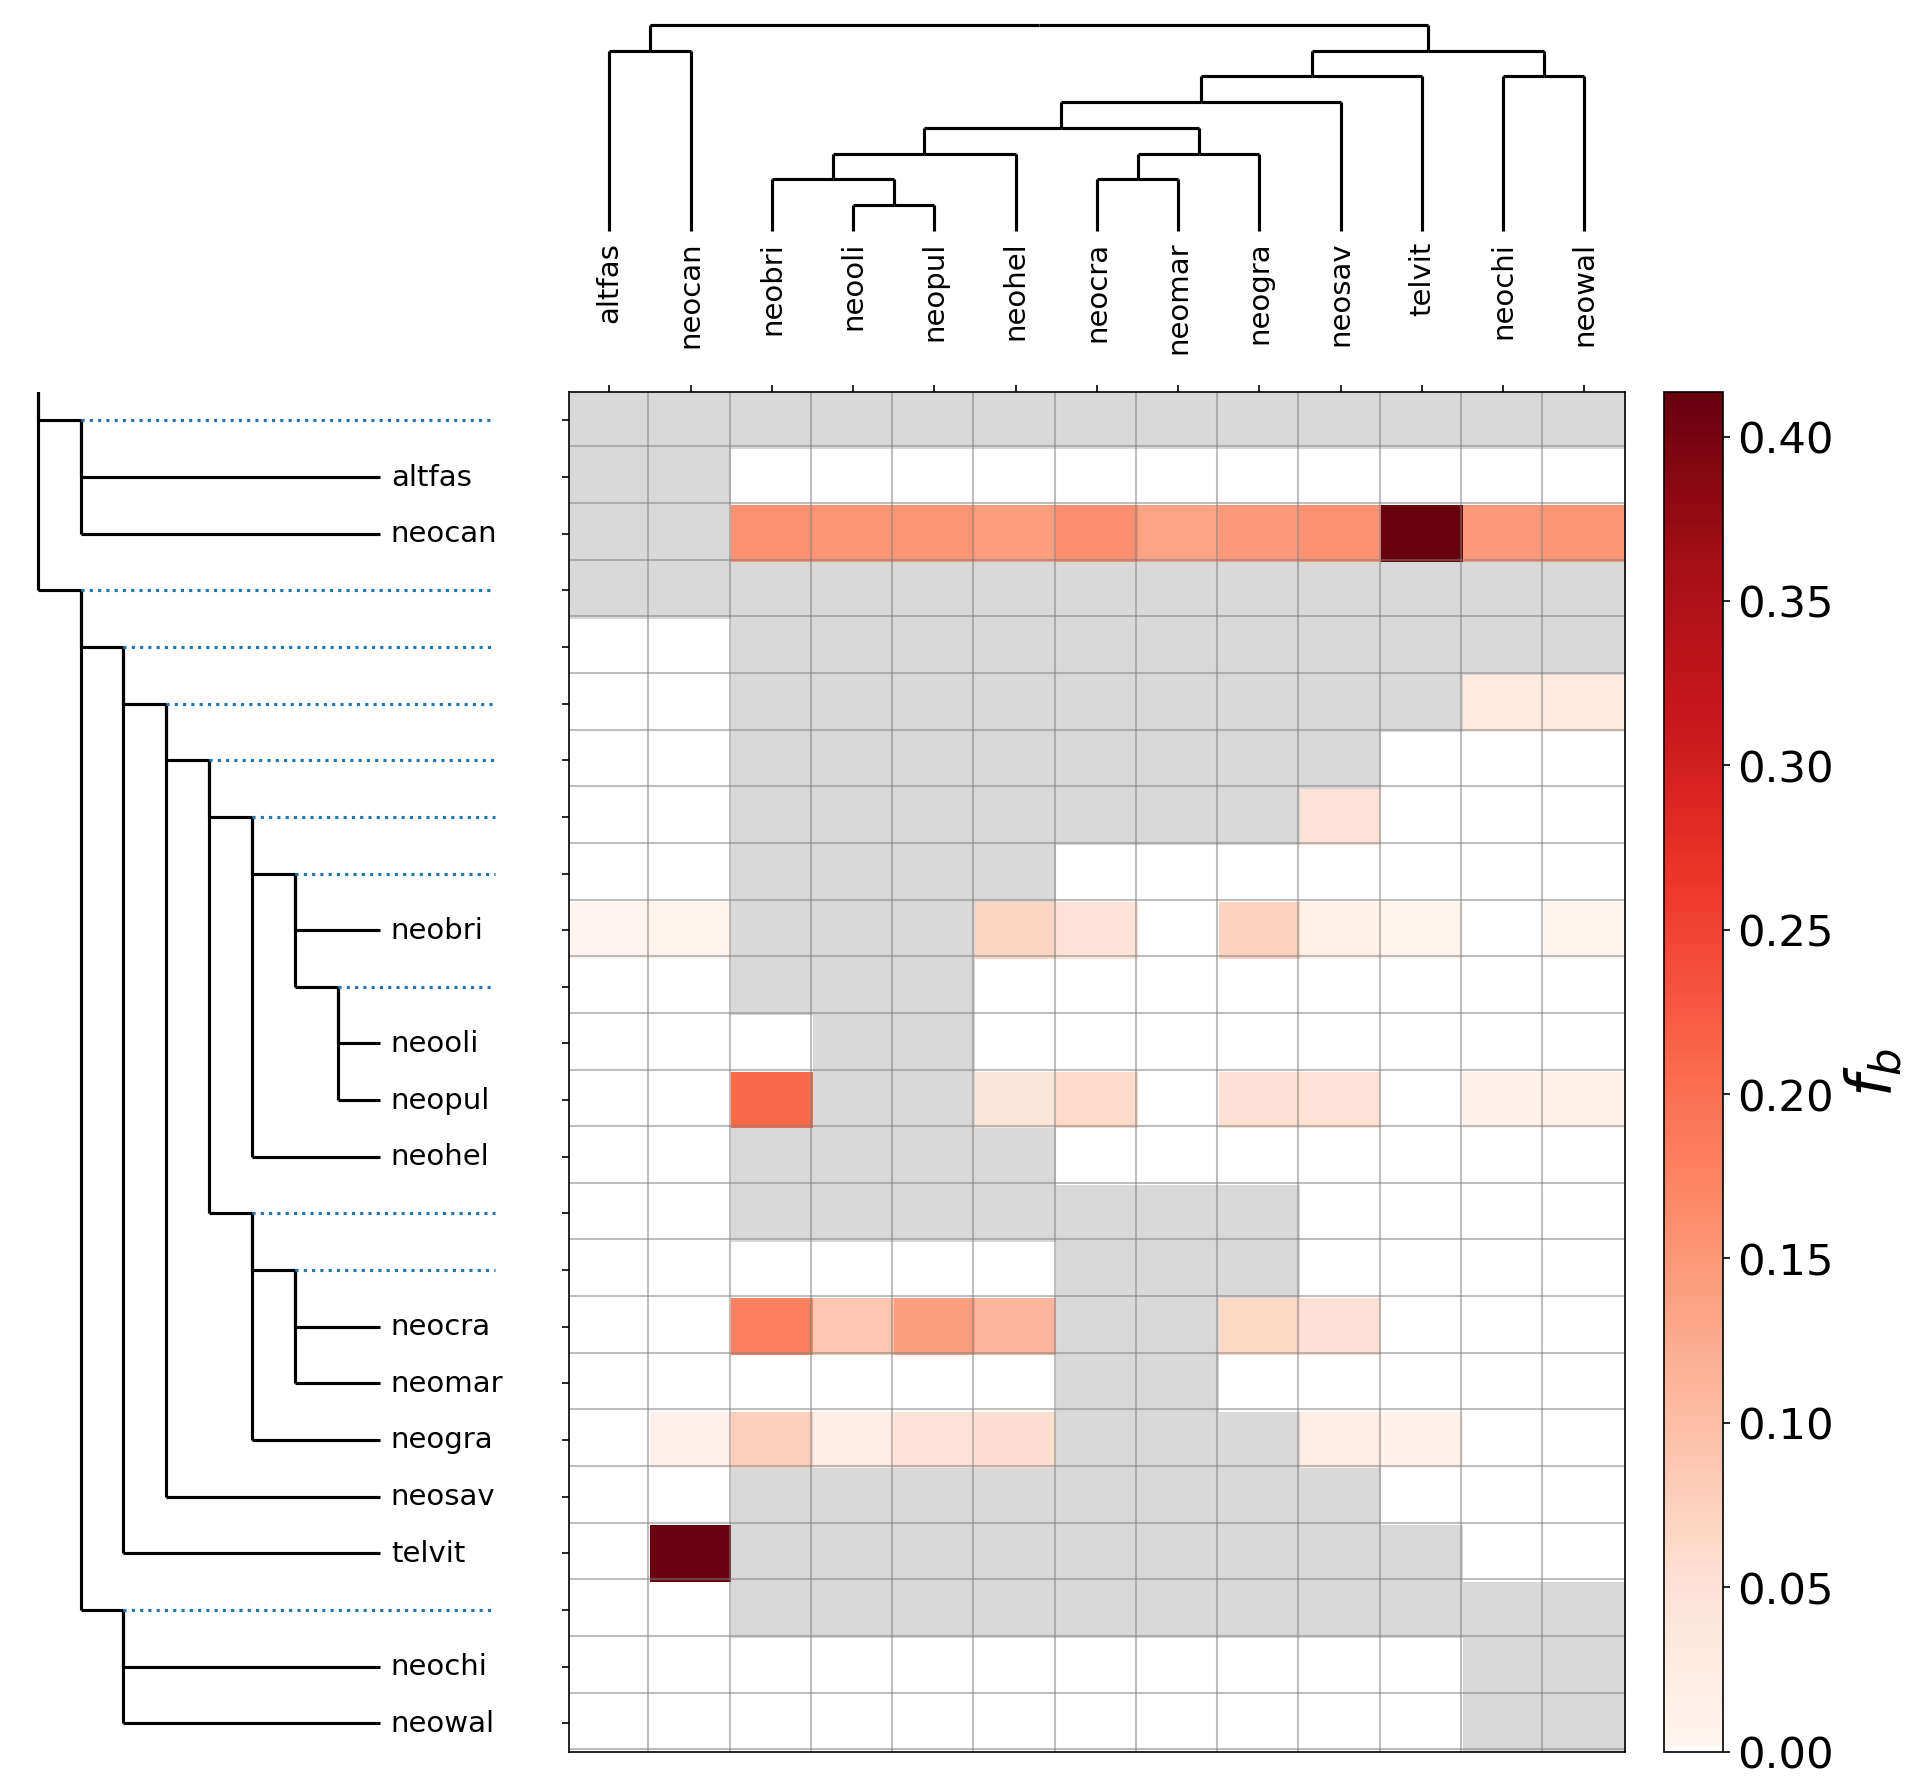 altfas
neocan
neobri
neooli
neopul
neohel
neocra
neomar
neogra
neosav
telvit
neochi
neowal
altfas
neocan
neobri
neooli
neopul
neohel
neocra
neomar
neogra
neosav
telvit
neochi
neowal
0.40
0.35
0.30
0.25
0.20
0.15
0.10
0.05
0.00
f_b